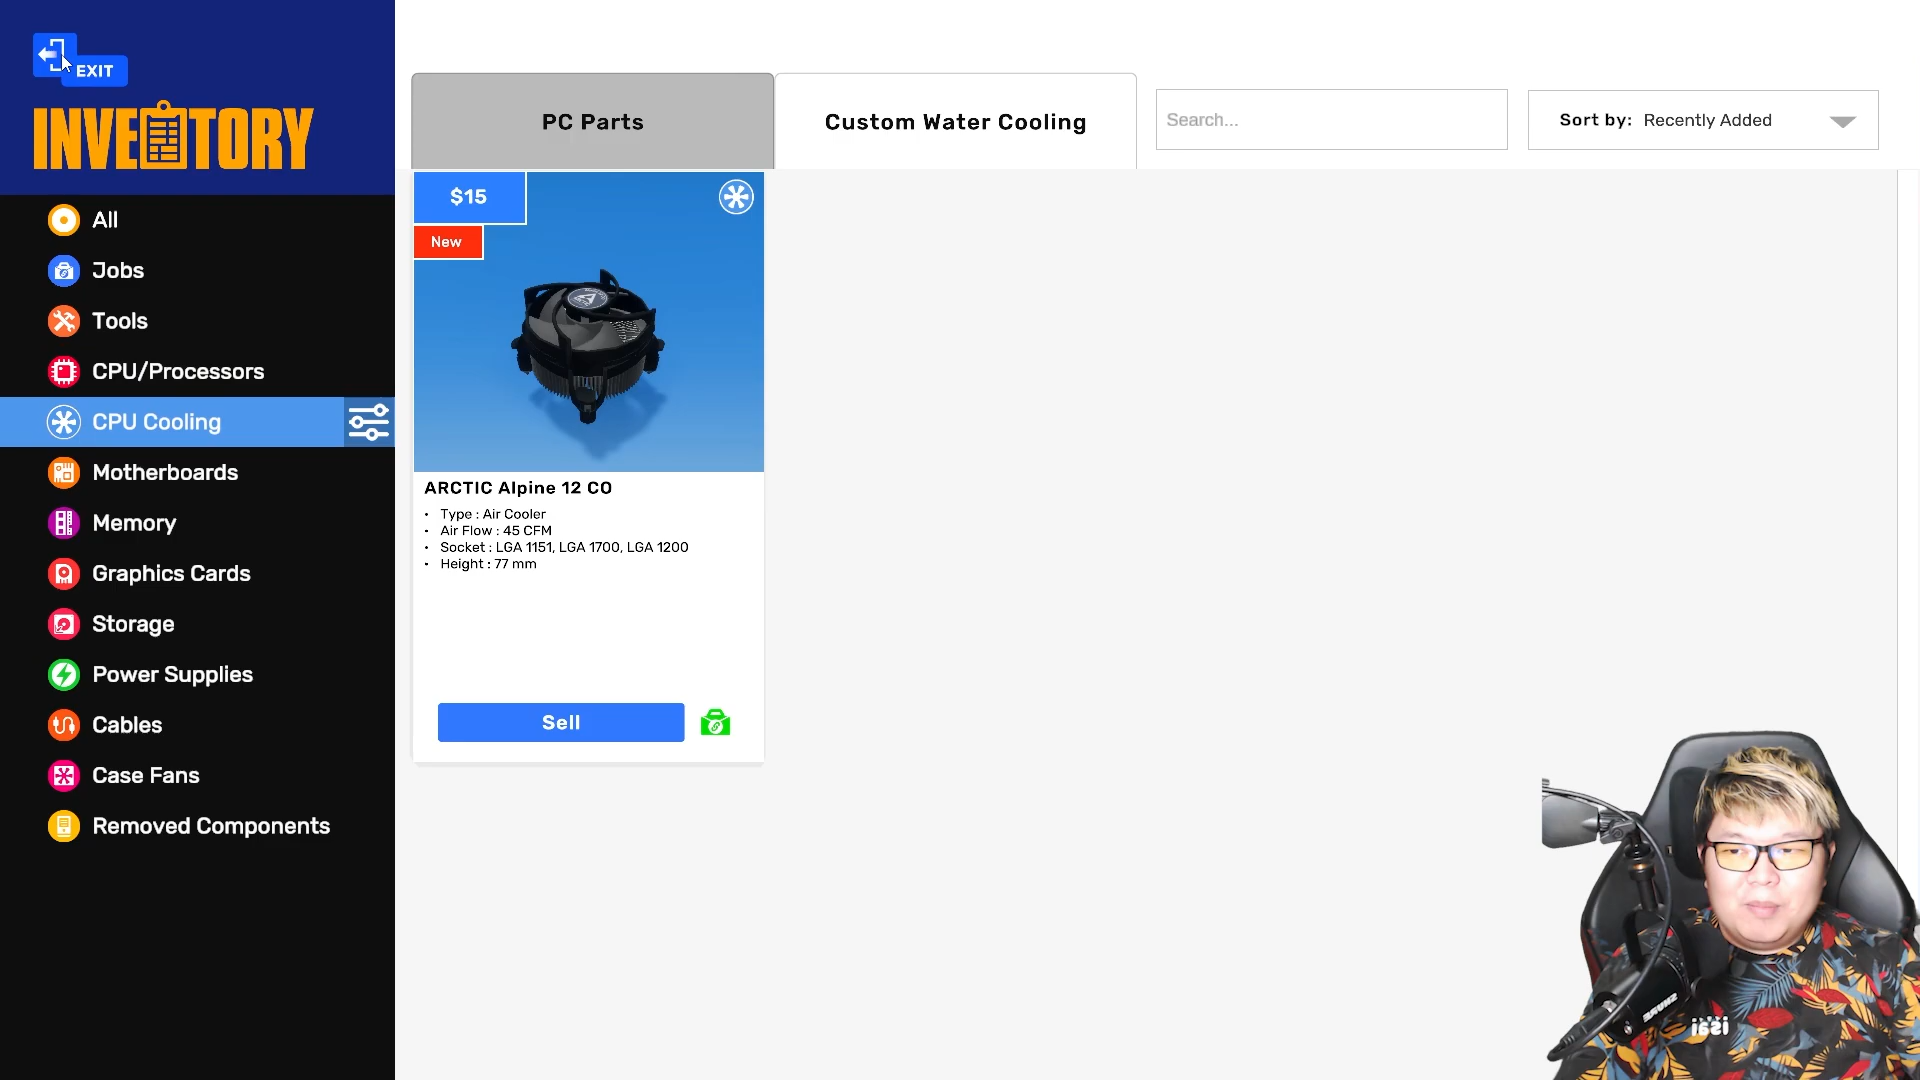 EXIT
INVENTORY
PC Parts
Custom Water Cooling
Search...
Sort by: Recently Added
All
Jobs
Tools
CPU/Processors
CPU Cooling
Motherboards
Memory
Graphics Cards
Storage
Power Supplies
Cables
Case Fans
Removed Components
$15
New
ARCTIC Alpine 12 CO
• Type : Air Cooler
• Air Flow : 45 CFM
• Socket : LGA 1151, LGA 1700, LGA 1200
• Height : 77 mm
Sell